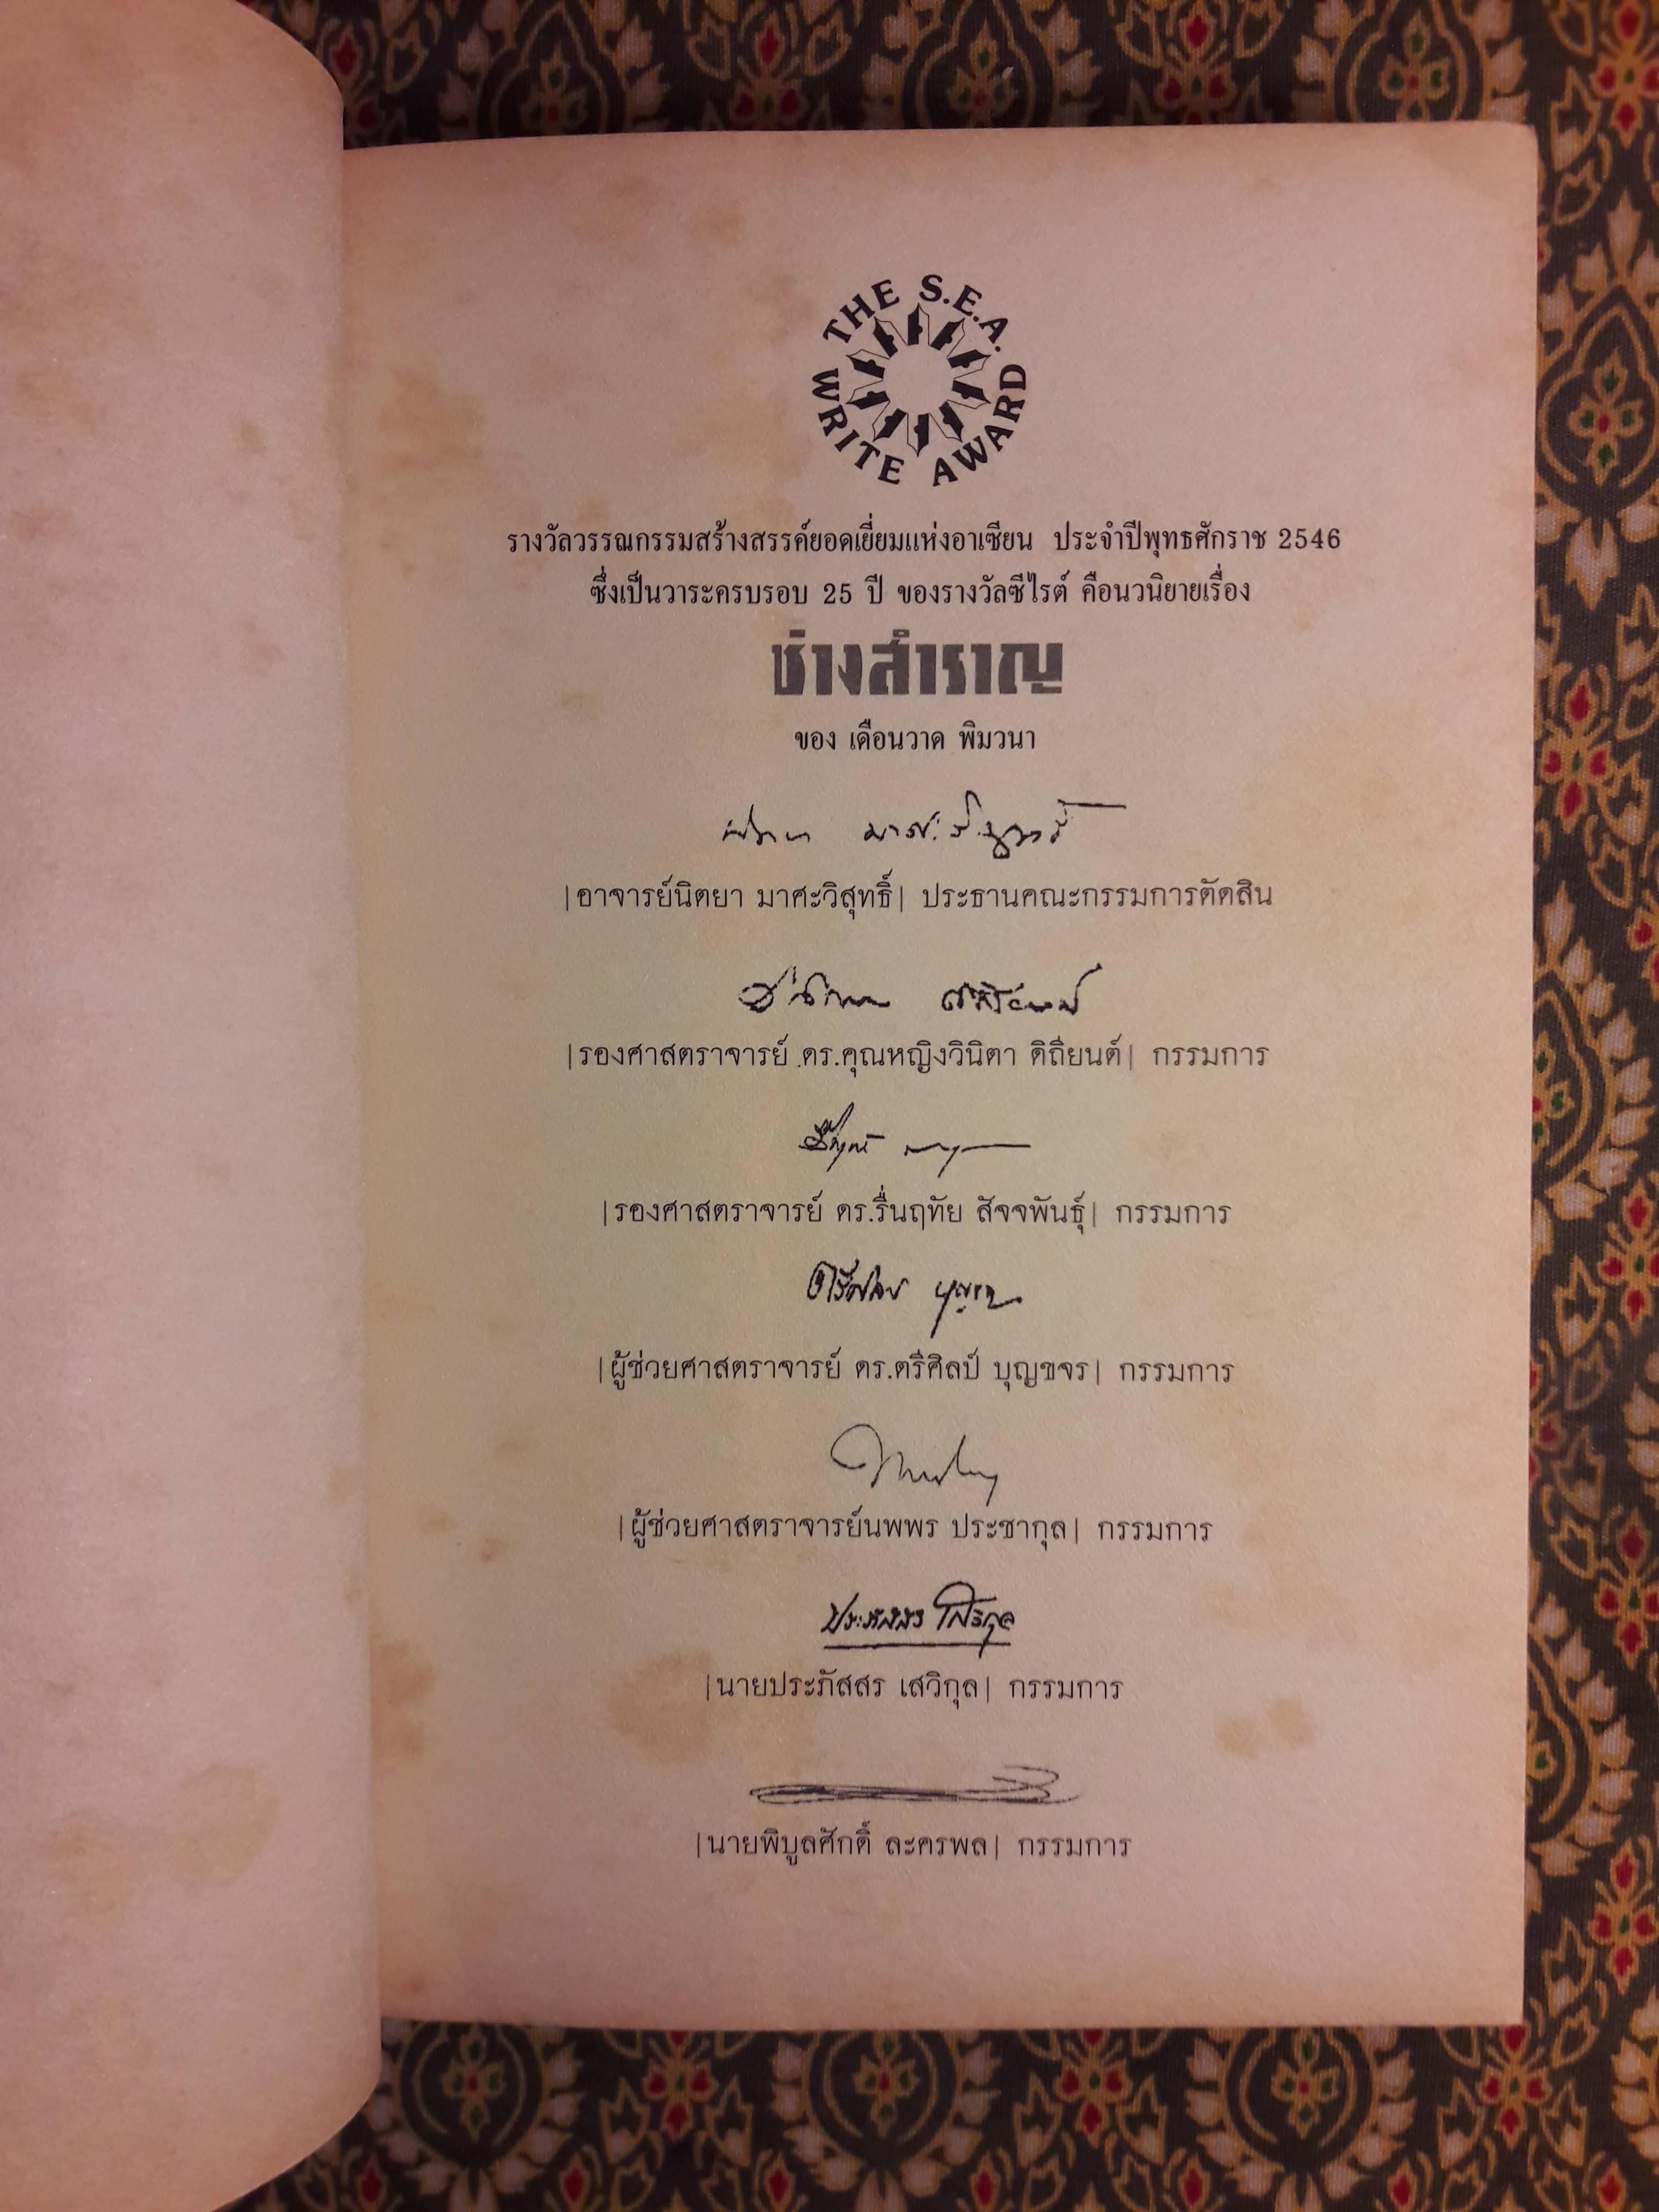 THE S.E.A. WRITE AWARD
รางวัลวรรณกรรมสร้างสรรค์ยอดเยี่ยมแห่งอาเซียน ประจำปีพุทธศักราช 2546
ซึ่งเป็นวาระครบรอบ 25 ปี ของรางวัลซีไรต์ คือนวนิยายเรื่อง
ช่างสำราญ
ของ เดือนวาด พิมวนา
|อาจารย์นิตยา มาศะวิสุทธิ์| ประธานคณะกรรมการตัดสิน
|รองศาสตราจารย์ ดร.คุณหญิงวินิตา ดิถียนต์| กรรมการ
|รองศาสตราจารย์ ดร.รื่นฤทัย สัจจพันธุ์| กรรมการ
|ผู้ช่วยศาสตราจารย์ ดร.ตรีศิลป์ บุญขจร| กรรมการ
|ผู้ช่วยศาสตราจารย์นพพร ประชากุล| กรรมการ
ประภัสสร เสวิกุล
|นายประภัสสร เสวิกุล| กรรมการ
|นายพิบูลศักดิ์ ละครพล| กรรมการ